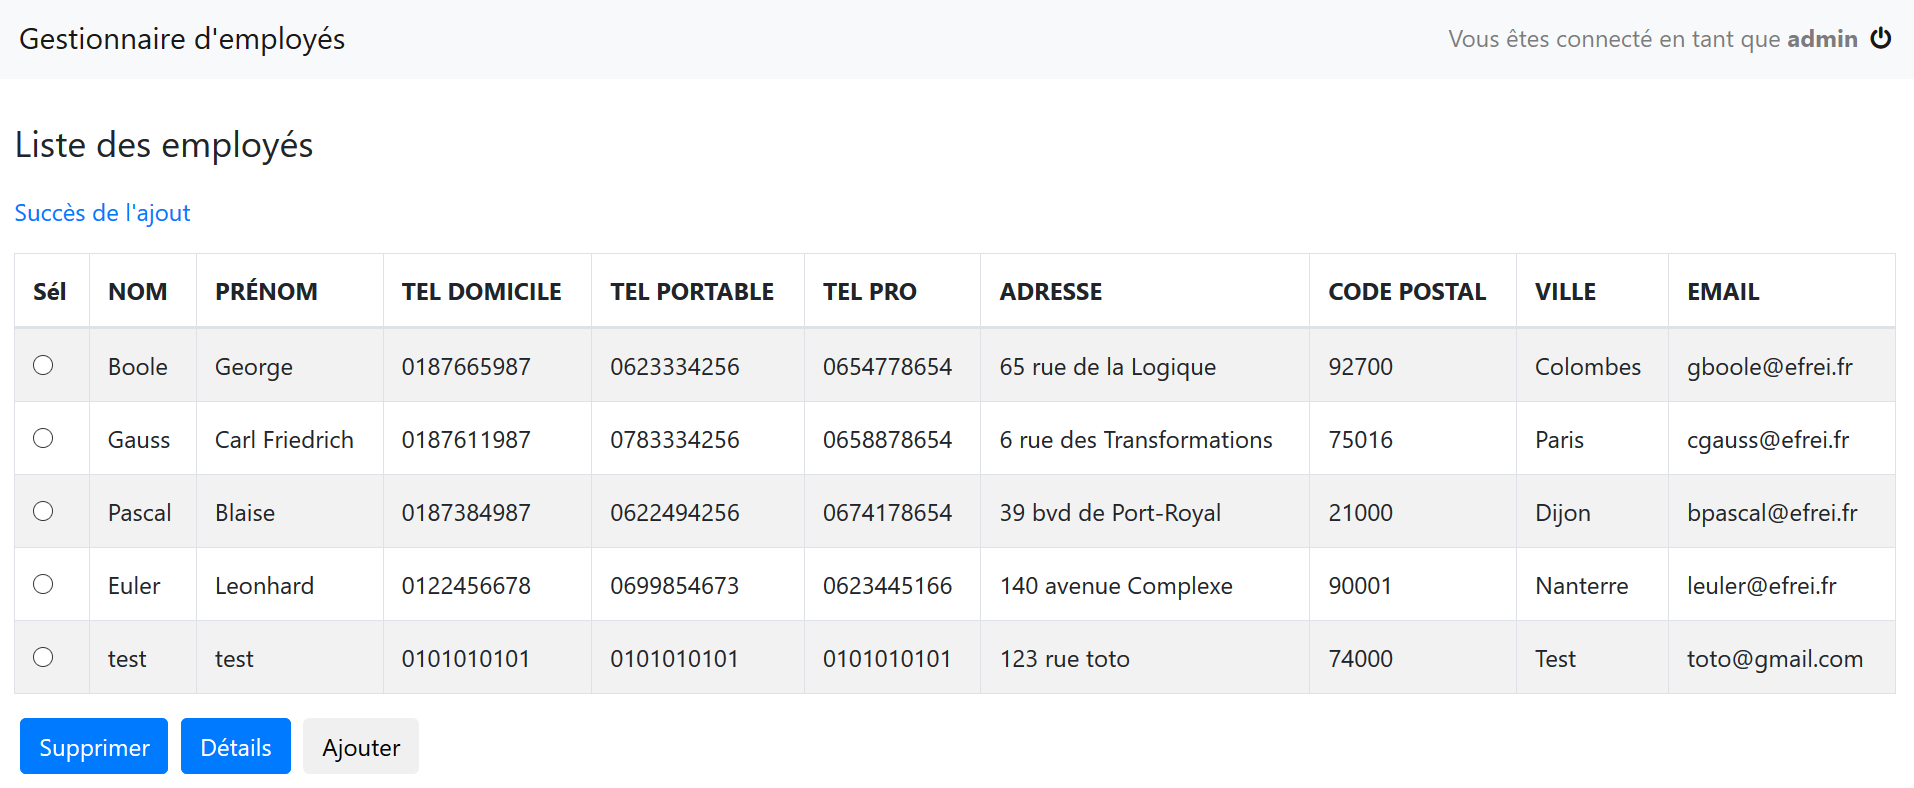 Gestionnaire d'employés Vous êtes connecté en tant que admin
Liste des employés
Succès de l'ajout
Sél NOM PRÉNOM TEL DOMICILE TEL PORTABLE TEL PRO ADRESSE CODE POSTAL VILLE EMAIL
Boole George 0187665987 0623334256 0654778654 65 rue de la Logique 92700 Colombes gboole@efrei.fr
Gauss Carl Friedrich 0187611987 0783334256 0658878654 6 rue des Transformations 75016 Paris cgauss@efrei.fr
Pascal Blaise 0187384987 0622494256 0674178654 39 bvd de Port-Royal 21000 Dijon bpascal@efrei.fr
Euler Leonhard 0122456678 0699854673 0623445166 140 avenue Complexe 90001 Nanterre leuler@efrei.fr
test test 0101010101 0101010101 0101010101 123 rue toto 74000 Test toto@gmail.com
Supprimer Détails Ajouter